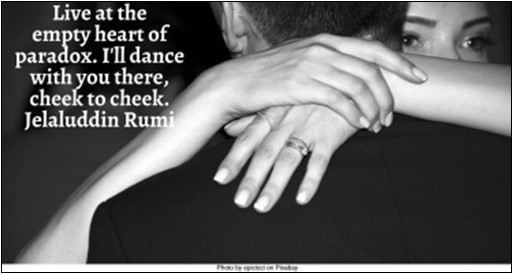 Live at the
empty heart of
paradox. I'll dance
with you there,
cheek to cheek.
Jelaluddin Rumi
Photo by epicioci on Pixabay